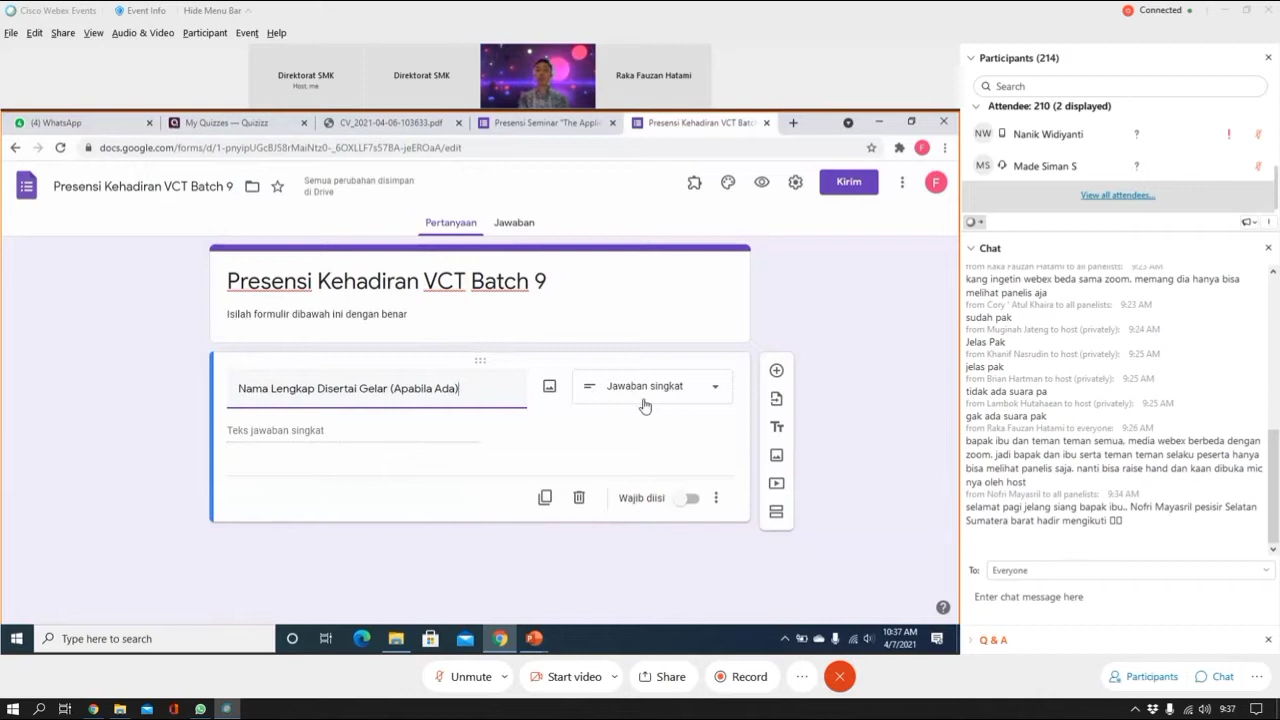 Cisco Webex Events
Event Info
Hide Menu Bar
Connected
File Edit Share View Audio & Video Participant Event Help
Direktorat SMK
Host, me
Direktorat SMK
Raka Fauzan Hatami
(4) WhatsApp
My Quizzes — Quizizz
CV_2021-04-06-103633.pdf
Presensi Seminar "The Applic
Presensi Kehadiran VCT Batch
docs.google.com/forms/d/1-pnyipUGcBJ58rMaiNtz0-_6OXLLF7s57BA-jeEROaA/edit
Presensi Kehadiran VCT Batch 9
Semua perubahan disimpan
di Drive
Kirim
F
Pertanyaan
Jawaban
Presensi Kehadiran VCT Batch 9
Isilah formulir dibawah ini dengan benar
Nama Lengkap Disertai Gelar (Apabila Ada)
Jawaban singkat
Teks jawaban singkat
Wajib diisi
Type here to search
10:37 AM
4/7/2021
Participants (214)
Search
Attendee: 210 (2 displayed)
NW Nanik Widiyanti ?
MS Made Siman S ?
View all attendees...
Chat
from Raka Fauzan Hatami to all panelists: 9:23 AM
kang ingetin webex beda sama zoom. memang dia hanya bisa
melihat panelis aja
from Cory ' Atul Khaira to all panelists: 9:23 AM
sudah pak
from Muginah Jateng to host (privately): 9:24 AM
Jelas Pak
from Khanif Nasrudin to host (privately): 9:25 AM
jelas pak
from Brian Hartman to host (privately): 9:25 AM
tidak ada suara pa
from Lambok Hutahaean to host (privately): 9:25 AM
gak ada suara pak
from Raka Fauzan Hatami to everyone: 9:26 AM
bapak ibu dan teman teman semua, media webex berbeda dengan
zoom. jadi bapak dan ibu serta teman teman selaku peserta hanya
bisa melihat panelis saja. nanti bisa raise hand dan kaan dibuka mic
nya oleh host
from Nofri Mayasril to all panelists: 9:34 AM
selamat pagi jelang siang bapak ibu.. Nofri Mayasril pesisir Selatan
Sumatera barat hadir mengikuti
To: Everyone
Enter chat message here
Q & A
Unmute
Start video
Share
Record
Participants
Chat
9:37